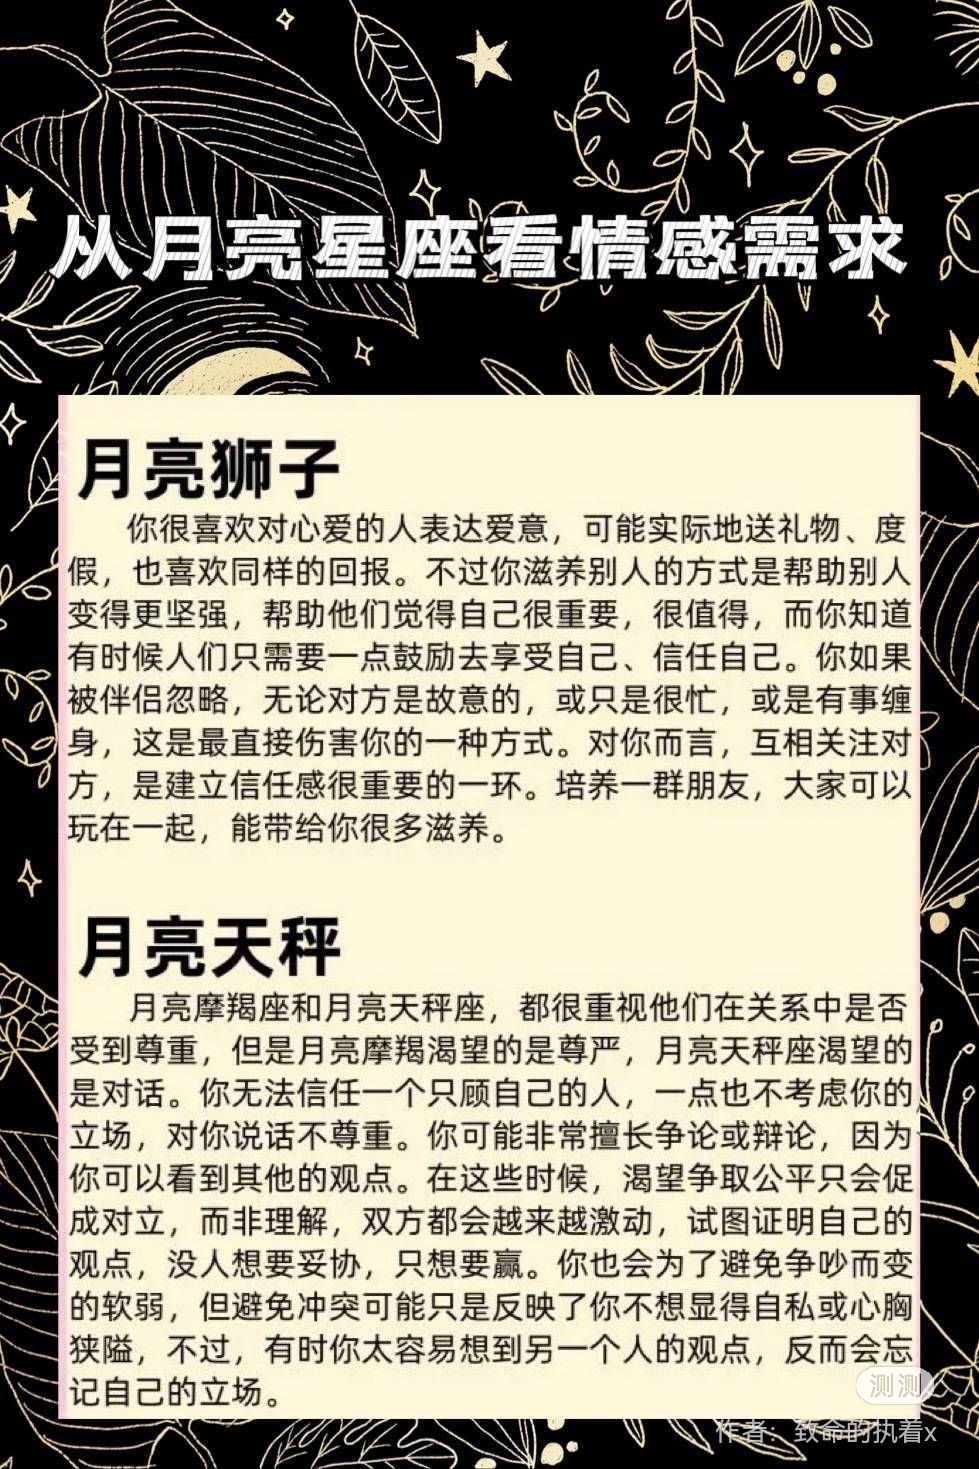 从月亮星座看情感需求
月亮狮子
你很喜欢对心爱的人表达爱意，可能实际地送礼物、度
假，也喜欢同样的回报。不过你滋养别人的方式是帮助别人
变得更坚强，帮助他们觉得自己很重要，很值得，而你知道
有时候人们只需要一点鼓励去享受自己、信任自己。你如果
被伴侣忽略，无论对方是故意的，或只是很忙，或是有事缠
身，这是最直接伤害你的一种方式。对你而言，互相关注对
方，是建立信任感很重要的一环。培养一群朋友，大家可以
玩在一起，能带给你很多滋养。
月亮天秤
月亮摩羯座和月亮天秤座，都很重视他们在关系中是否
受到尊重，但是月亮摩羯渴望的是尊严，月亮天秤座渴望的
是对话。你无法信任一个只顾自己的人，一点也不考虑你的
立场，对你说话不尊重。你可能非常擅长争论或辩论，因为
你可以看到其他的观点。在这些时候，渴望争取公平只会促
成对立，而非理解，双方都会越来越激动，试图证明自己的
观点，没人想要妥协，只想要赢。你也会为了避免争吵而变
的软弱，但避免冲突可能只是反映了你不想显得自私或心胸
狭隘，不过，有时你太容易想到另一个人的观点，反而会忘
记自己的立场。
测测
作者：致命的执着x